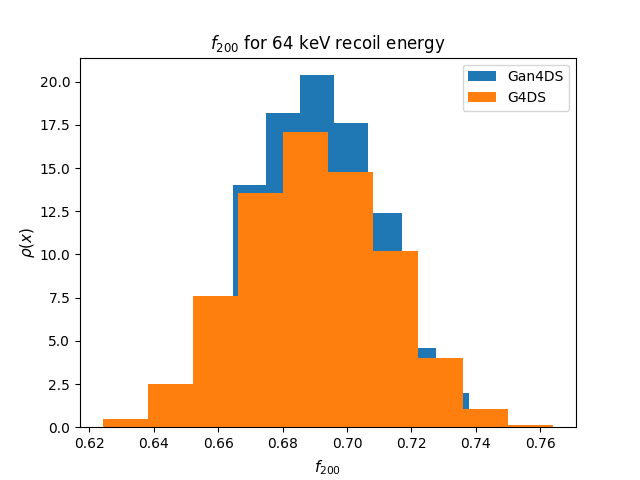 f₂₀₀ for 64 keV recoil energy
Gan4DS
G4DS
ρ(x)
20.0
17.5
15.0
12.5
10.0
7.5
5.0
2.5
0.0
0.62 0.64 0.66 0.68 0.70 0.72 0.74 0.76
f₂₀₀